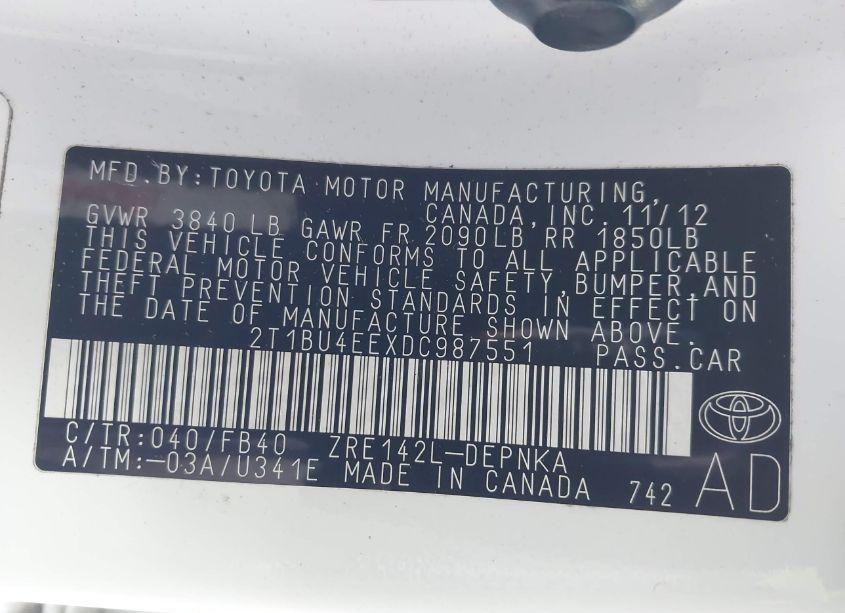 MFD.BY:TOYOTA MOTOR MANUFACTURING,
CANADA,INC. 11/12
GVWR 3840 LB GAWR FR 2090LB RR 1850LB
THIS VEHICLE CONFORMS TO ALL APPLICABLE
FEDERAL MOTOR VEHICLE SAFETY,BUMPER,AND
THEFT PREVENTION STANDARDS IN EFFECT ON
THE DATE OF MANUFACTURE SHOWN ABOVE.
2T1BU4EEXDC987551 PASS.CAR
C/TR:040/FB40 ZRE142L-DEPNKA
A/TM:-03A/U341E MADE IN CANADA 742 AD